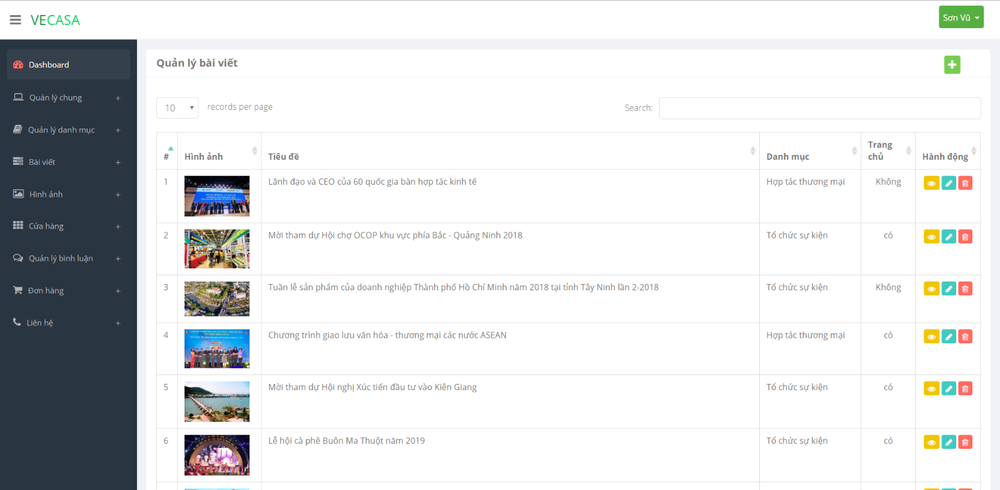 VECASA
Sơn Vũ
Dashboard
Quản lý chung +
Quản lý danh mục +
Bài viết +
Hình ảnh +
Cửa hàng +
Quản lý bình luận +
Đơn hàng +
Liên hệ +
Quản lý bài viết
10 records per page
Search:
# Hình ảnh Tiêu đề Danh mục Trang chủ Hành động
1 Lãnh đạo và CEO của 60 quốc gia bàn hợp tác kinh tế Hợp tác thương mại Không
2 Mời tham dự Hội chợ OCOP khu vực phía Bắc - Quảng Ninh 2018 Tổ chức sự kiện có
3 Tuần lễ sản phẩm của doanh nghiệp Thành phố Hồ Chí Minh năm 2018 tại tỉnh Tây Ninh lần 2-2018 Tổ chức sự kiện Không
4 Chương trình giao lưu văn hóa - thương mại các nước ASEAN Hợp tác thương mại có
5 Mời tham dự Hội nghị Xúc tiến đầu tư vào Kiên Giang Tổ chức sự kiện có
6 Lễ hội cà phê Buôn Ma Thuột năm 2019 Tổ chức sự kiện có